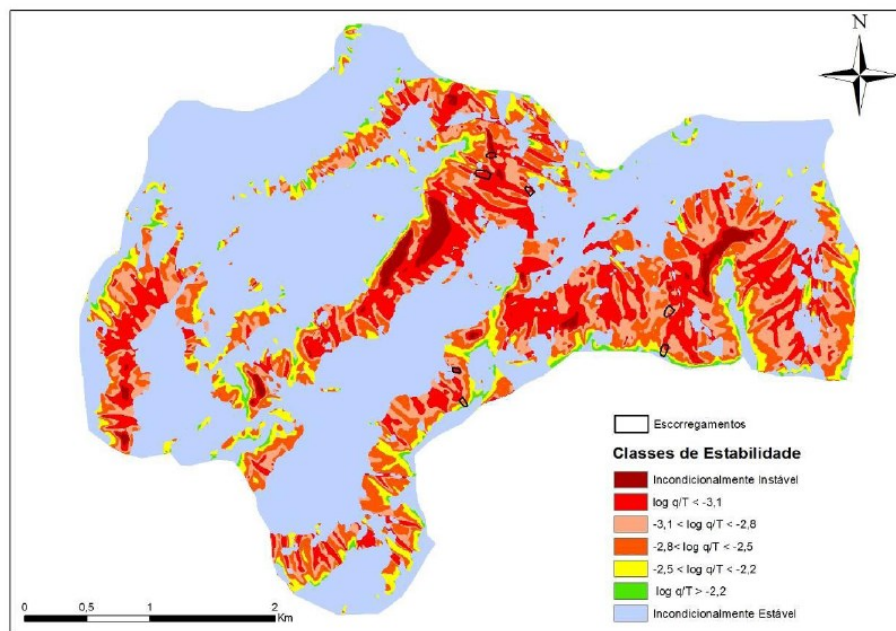 N
Escorregamentos
Classes de Estabilidade
Incondicionalmente Instável
log q/T < -3,1
-3,1 < log q/T < -2,8
-2,8< log q/T < -2,5
-2,5 < log q/T < -2,2
log q/T > -2,2
Incondicionalmente Estável
0 0,5 1 2
Km